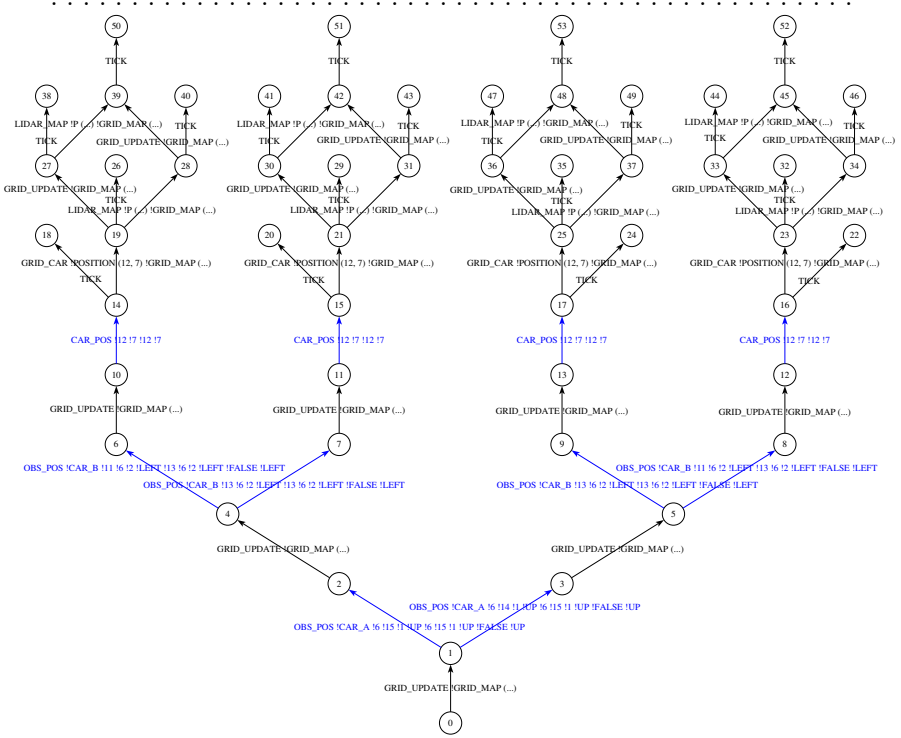 50 51 53 52
TICK TICK TICK TICK
38 39 40 41 42 43 47 48 49 44 45 46
LIDAR_MAP !P (...) !GRID_MAP (...) LIDAR_MAP !P (...) !GRID_MAP (...) LIDAR_MAP !P (...) !GRID_MAP (...) LIDAR_MAP !P (...) !GRID_MAP (...)
TICK TICK TICK TICK TICK TICK TICK TICK
GRID_UPDATE !GRID_MAP (...) GRID_UPDATE !GRID_MAP (...) GRID_UPDATE !GRID_MAP (...) GRID_UPDATE !GRID_MAP (...)
27 26 28 30 29 31 36 35 37 33 32 34
GRID_UPDATE !GRID_MAP (...) GRID_UPDATE !GRID_MAP (...) GRID_UPDATE !GRID_MAP (...) GRID_UPDATE !GRID_MAP (...)
TICK TICK TICK TICK
LIDAR_MAP !P (...) !GRID_MAP (...) LIDAR_MAP !P (...) !GRID_MAP (...) LIDAR_MAP !P (...) !GRID_MAP (...) LIDAR_MAP !P (...) !GRID_MAP (...)
18 19 20 21 25 24 23 22
GRID_CAR !POSITION (12, 7) !GRID_MAP (...) GRID_CAR !POSITION (12, 7) !GRID_MAP (...) GRID_CAR !POSITION (12, 7) !GRID_MAP (...) GRID_CAR !POSITION (12, 7) !GRID_MAP (...)
TICK TICK TICK TICK
14 15 17 16
CAR_POS !12 !7 !12 !7 CAR_POS !12 !7 !12 !7 CAR_POS !12 !7 !12 !7 CAR_POS !12 !7 !12 !7
10 11 13 12
GRID_UPDATE !GRID_MAP (...) GRID_UPDATE !GRID_MAP (...) GRID_UPDATE !GRID_MAP (...) GRID_UPDATE !GRID_MAP (...)
6 7 9 8
OBS_POS !CAR_B !11 !6 !2 !LEFT !13 !6 !2 !LEFT !FALSE !LEFT OBS_POS !CAR_B !11 !6 !2 !LEFT !13 !6 !2 !LEFT !FALSE !LEFT
OBS_POS !CAR_B !13 !6 !2 !LEFT !13 !6 !2 !LEFT !FALSE !LEFT OBS_POS !CAR_B !13 !6 !2 !LEFT !13 !6 !2 !LEFT !FALSE !LEFT
4 5
GRID_UPDATE !GRID_MAP (...) GRID_UPDATE !GRID_MAP (...)
2 3
OBS_POS !CAR_A !6 !14 !1 !UP !6 !15 !1 !UP !FALSE !UP
OBS_POS !CAR_A !6 !15 !1 !UP !6 !15 !1 !UP !FALSE !UP
1
GRID_UPDATE !GRID_MAP (...)
0